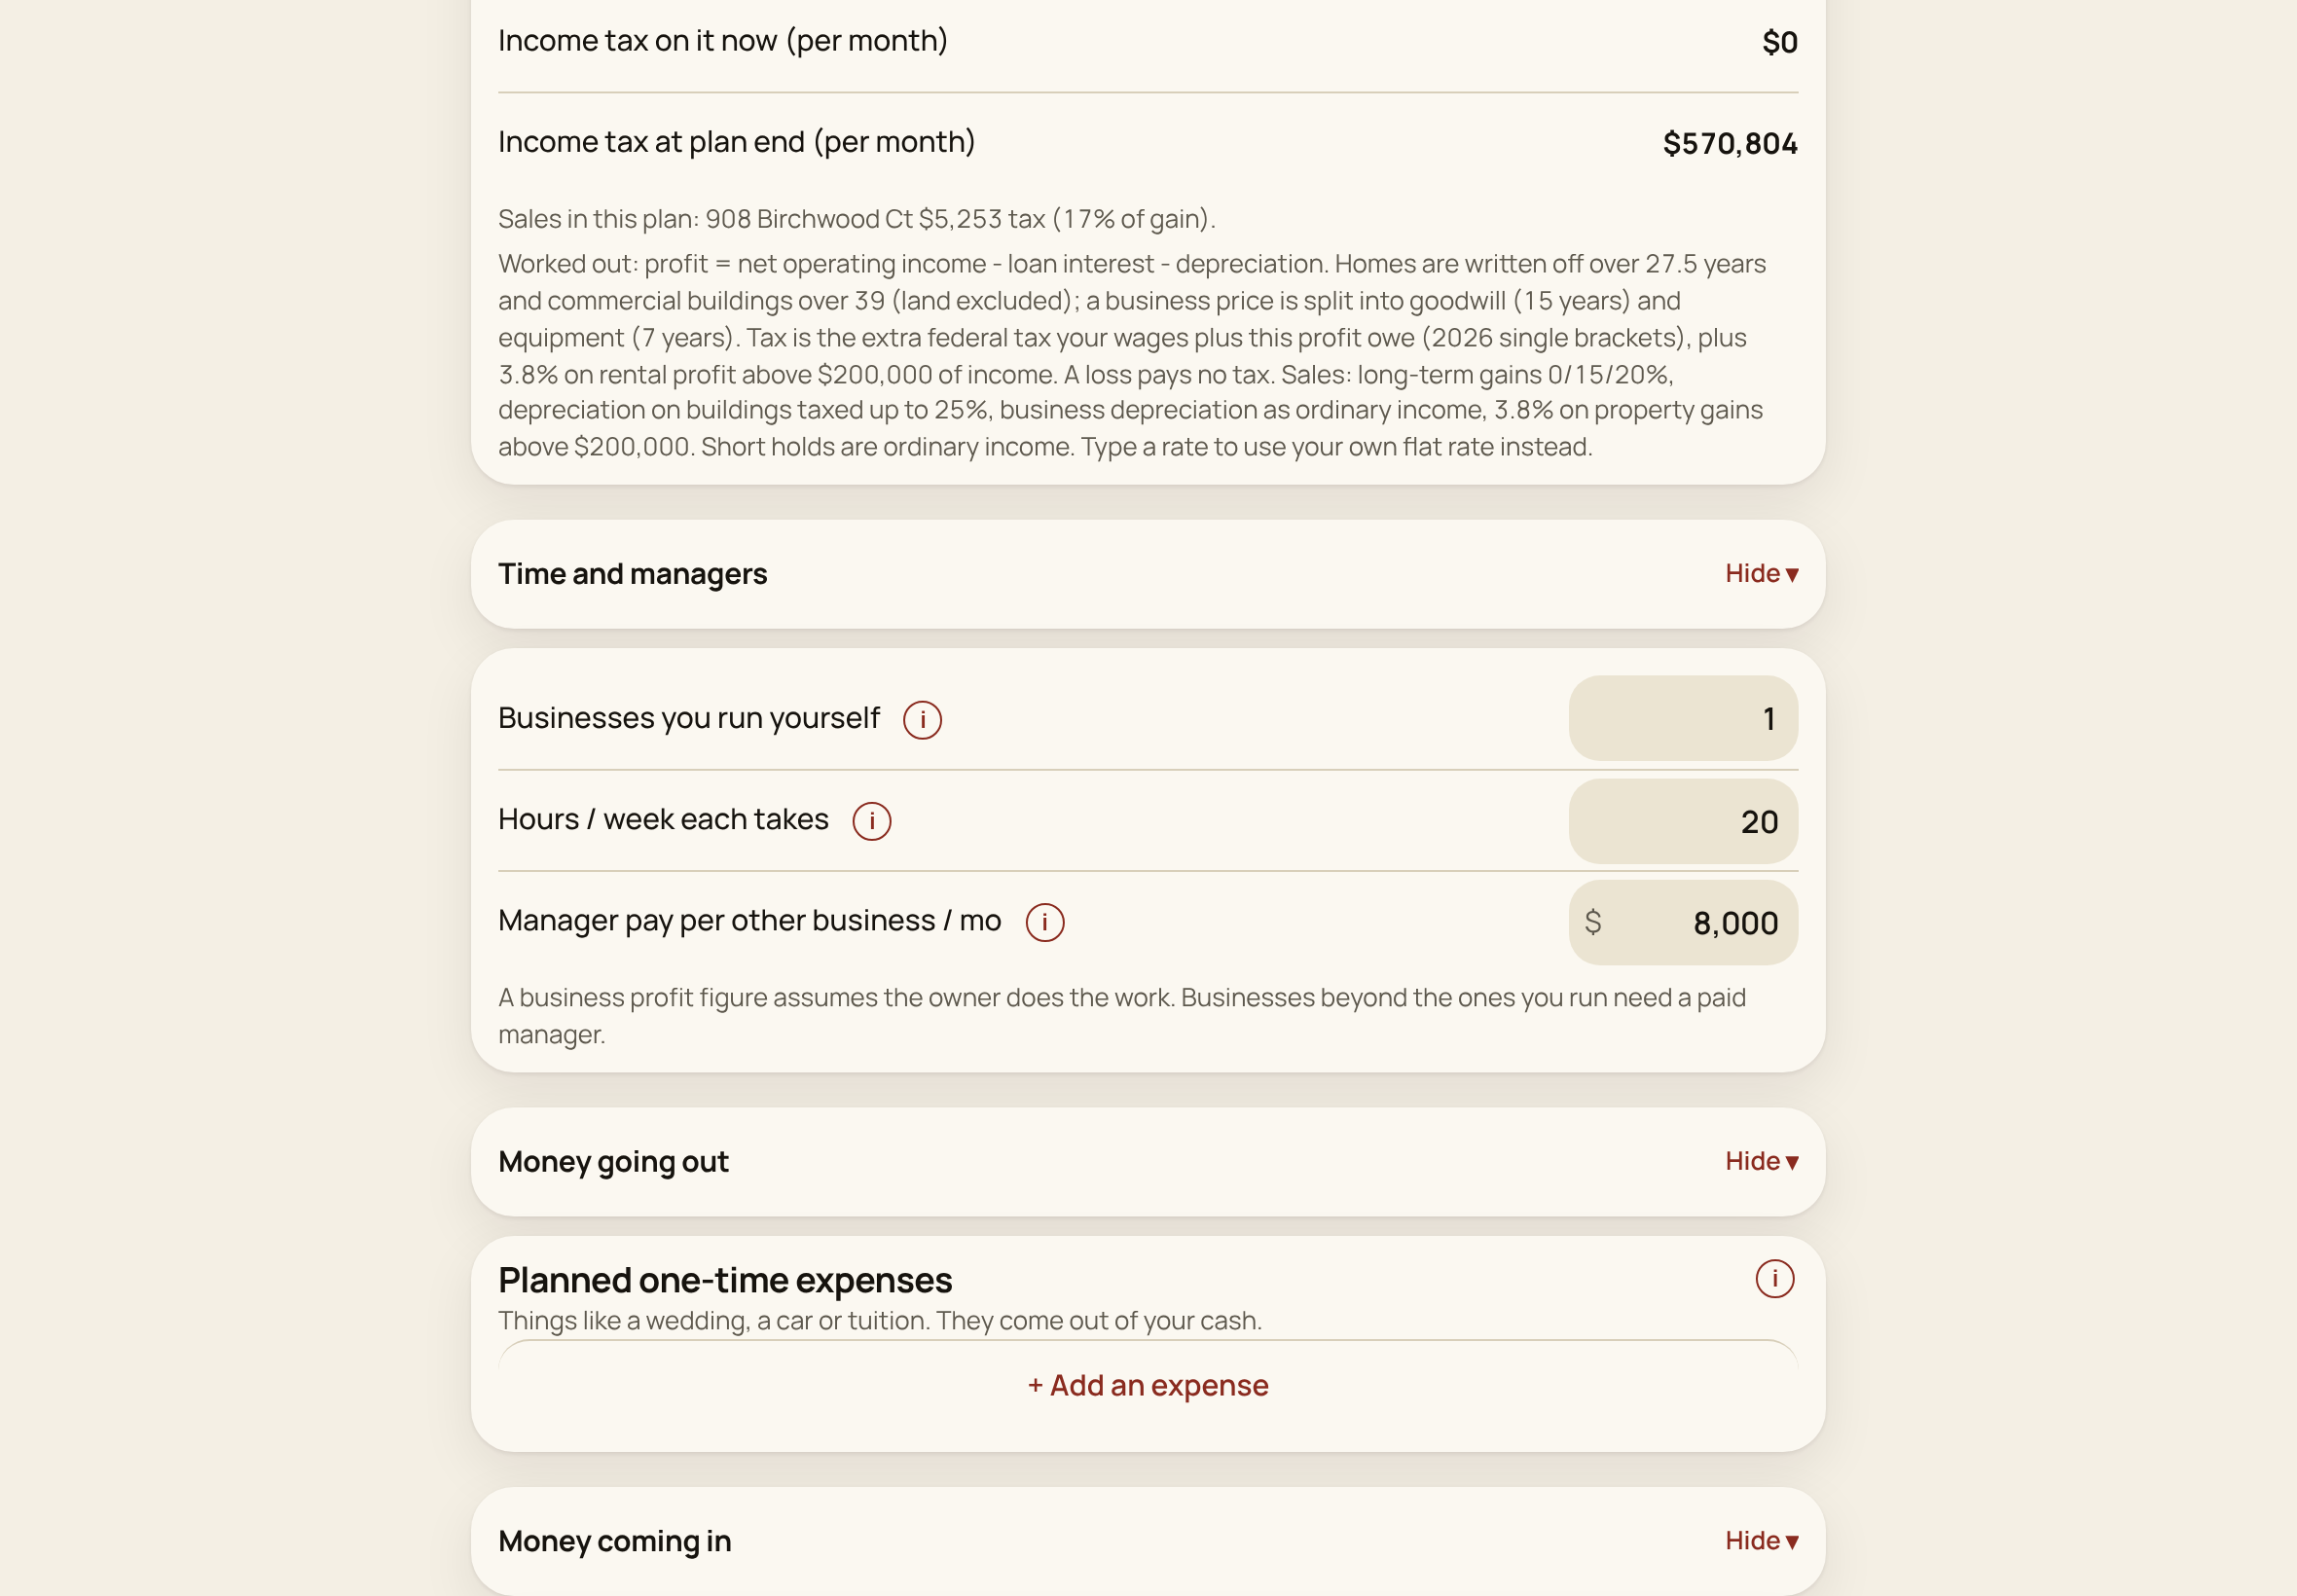 Income tax on it now (per month) $0
Income tax at plan end (per month) $570,804
Sales in this plan: 908 Birchwood Ct $5,253 tax (17% of gain).
Worked out: profit = net operating income - loan interest - depreciation. Homes are written off over 27.5 years
and commercial buildings over 39 (land excluded); a business price is split into goodwill (15 years) and
equipment (7 years). Tax is the extra federal tax your wages plus this profit owe (2026 single brackets), plus
3.8% on rental profit above $200,000 of income. A loss pays no tax. Sales: long-term gains 0/15/20%,
depreciation on buildings taxed up to 25%, business depreciation as ordinary income, 3.8% on property gains
above $200,000. Short holds are ordinary income. Type a rate to use your own flat rate instead.
Time and managers Hide ▾
Businesses you run yourself i 1
Hours / week each takes i 20
Manager pay per other business / mo i $ 8,000
A business profit figure assumes the owner does the work. Businesses beyond the ones you run need a paid
manager.
Money going out Hide ▾
Planned one-time expenses i
Things like a wedding, a car or tuition. They come out of your cash.
+ Add an expense
Money coming in Hide ▾